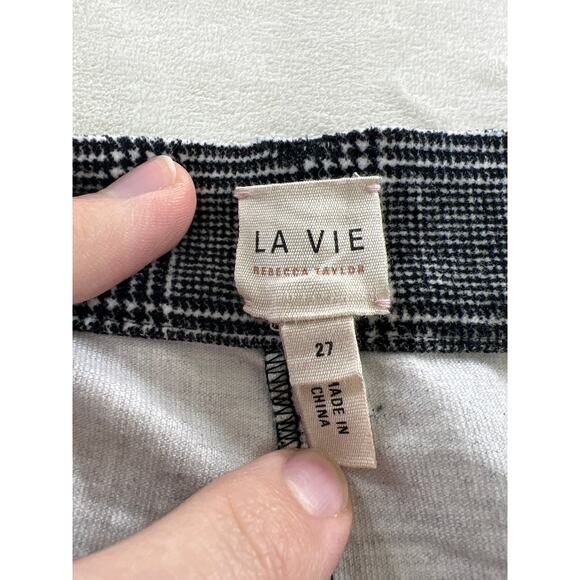 LA VIE
REBECCA TAYLOR
27
MADE IN
CHINA